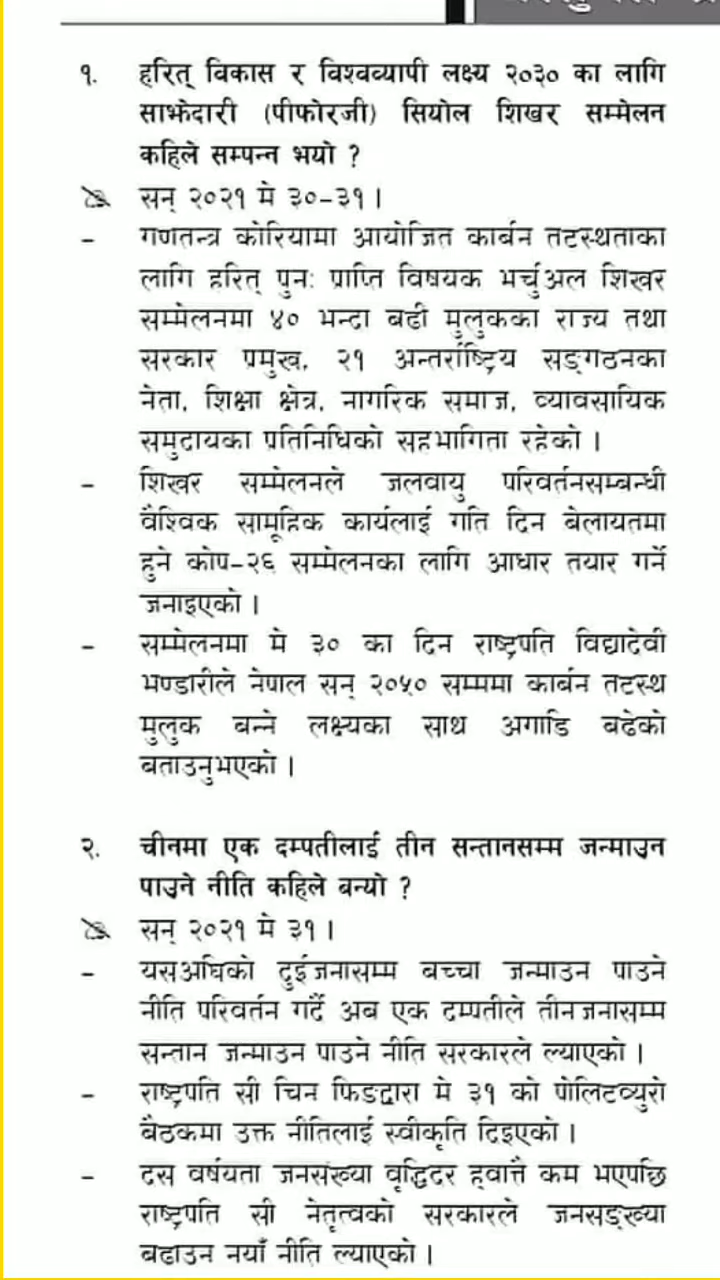 १. हरित् विकास र विश्वव्यापी लक्ष्य २०३० का लागि
साझेदारी (पीफोरजी) सियोल शिखर सम्मेलन
कहिले सम्पन्न भयो ?
सन् २०२१ मे ३०-३१ ।
- गणतन्त्र कोरियामा आयोजित कार्बन तटस्थताका
लागि हरित् पुनः प्राप्ति विषयक भर्चुअल शिखर
सम्मेलनमा ४० भन्दा बढी मुलुकका राज्य तथा
सरकार प्रमुख, २१ अन्तर्राष्ट्रिय सङ्गठनका
नेता, शिक्षा क्षेत्र, नागरिक समाज, व्यावसायिक
समुदायका प्रतिनिधिको सहभागिता रहेको ।
- शिखर सम्मेलनले जलवायु परिवर्तनसम्बन्धी
वैश्विक सामूहिक कार्यलाई गति दिन बेलायतमा
हुने कोप-२६ सम्मेलनका लागि आधार तयार गर्ने
जनाइएको ।
- सम्मेलनमा मे ३० का दिन राष्ट्रपति विद्यादेवी
भण्डारीले नेपाल सन् २०५० सम्ममा कार्बन तटस्थ
मुलुक बन्ने लक्ष्यका साथ अगाडि बढेको
बताउनुभएको ।
२. चीनमा एक दम्पतीलाई तीन सन्तानसम्म जन्माउन
पाउने नीति कहिले बन्यो ?
सन् २०२१ मे ३१ ।
- यसअघिको दुईजनासम्म बच्चा जन्माउन पाउने
नीति परिवर्तन गर्दै अब एक दम्पतीले तीनजनासम्म
सन्तान जन्माउन पाउने नीति सरकारले ल्याएको ।
- राष्ट्रपति सी चिन फिङद्वारा मे ३१ को पोलिटव्युरो
बैठकमा उक्त नीतिलाई स्वीकृति दिइएको ।
- दस वर्षयता जनसंख्या वृद्धिदर ह्वात्तै कम भएपछि
राष्ट्रपति सी नेतृत्वको सरकारले जनसङ्ख्या
बढाउन नयाँ नीति ल्याएको ।